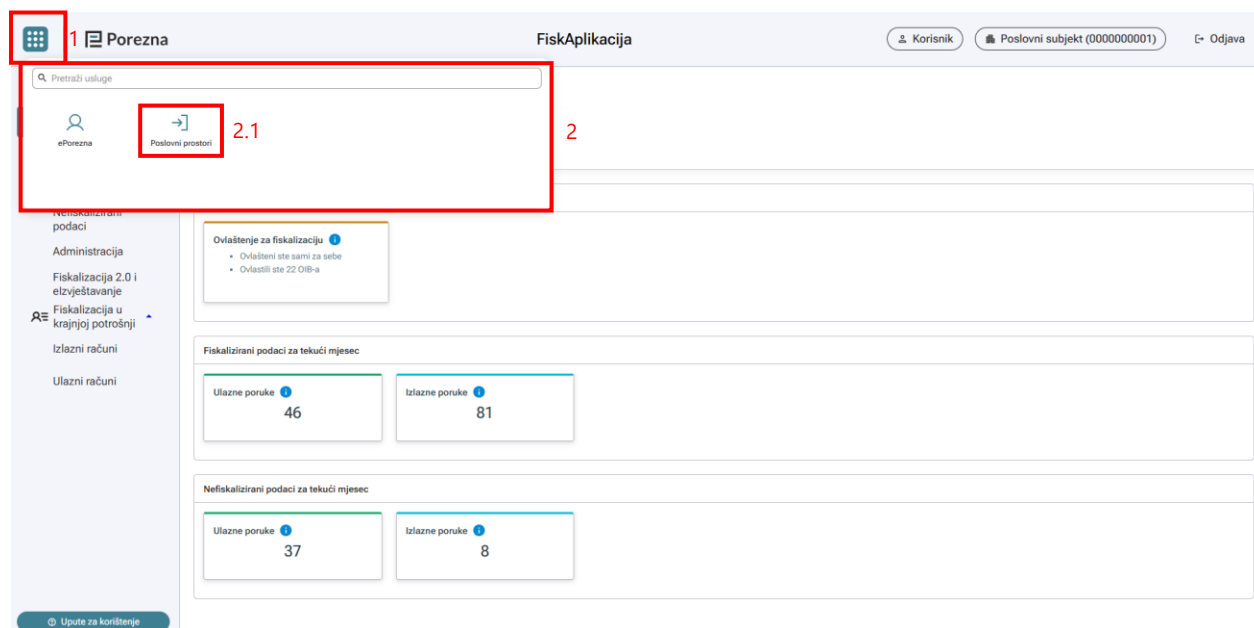 1
Porezna
FiskAplikacija
Korisnik
Poslovni subjekt (0000000001)
Odjava
Pretraži usluge
ePorezna
Poslovni prostori
2.1
2
Nefiskalizirani
podaci
Administracija
Fiskalizacija 2.0 i
eIzvještavanje
Fiskalizacija u
krajnjoj potrošnji
Izlazni računi
Ulazni računi
Ovlaštenje za fiskalizaciju
• Ovlašteni ste sami za sebe
• Ovlastili ste 22 OIB-a
Fiskalizirani podaci za tekući mjesec
Ulazne poruke
46
Izlazne poruke
81
Nefiskalizirani podaci za tekući mjesec
Ulazne poruke
37
Izlazne poruke
8
Upute za korištenje